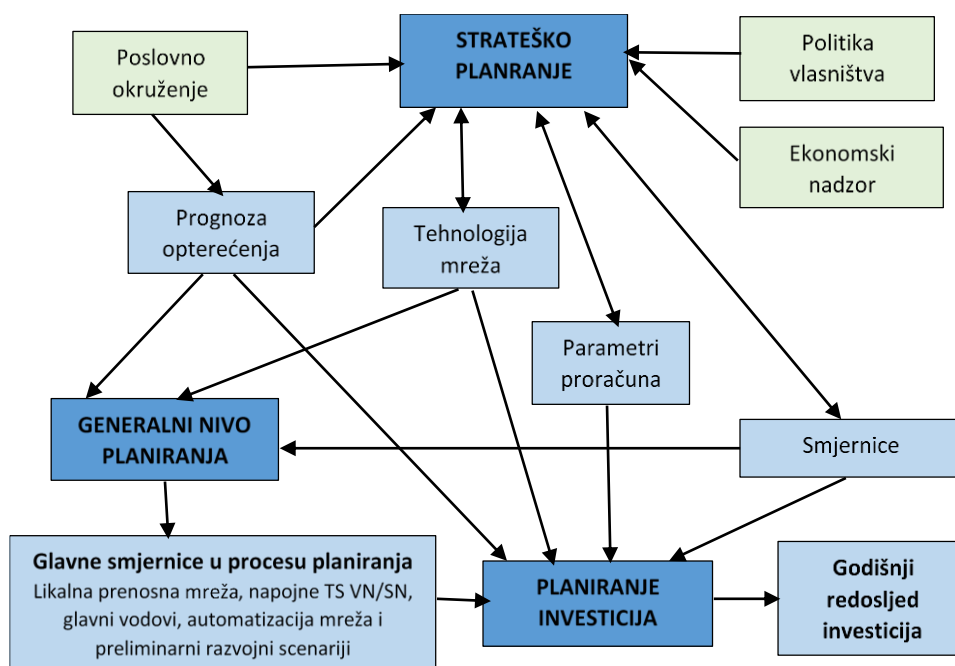 STRATEŠKO
PLANRANJE
Poslovno
okruženje
Politika
vlasništva
Ekonomski
nadzor
Prognoza
opterećenja
Tehnologija
mreža
Parametri
proračuna
GENERALNI NIVO
PLANIRANJA
Smjernice
Glavne smjernice u procesu planiranja
Likalna prenosna mreža, napojne TS VN/SN,
glavni vodovi, automatizacija mreža i
preliminarni razvojni scenariji
PLANIRANJE
INVESTICIJA
Godišnji
redosljed
investicija